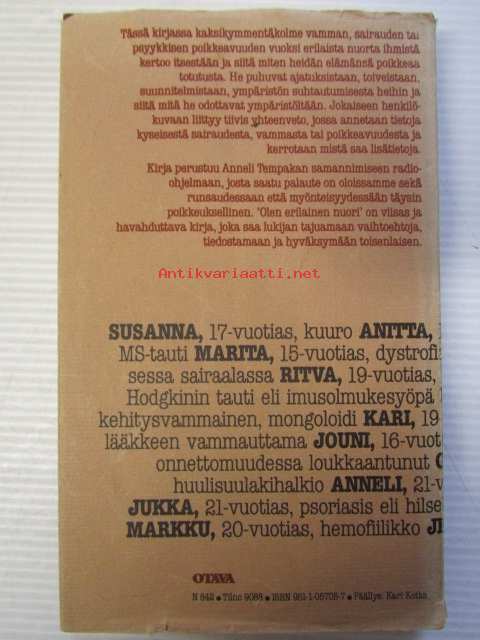 Tässä kirjassa kaksikymmentäkolme vamman, sairauden tai
psyykkisen poikkeavuuden vuoksi erilaista nuorta ihmistä
kertoo itsestään ja siitä miten heidän elämänsä poikkeaa
totutusta. He puhuvat ajatuksistaan, toiveistaan,
suunnitelmistaan, ympäristön suhtautumisesta heihin ja
siitä mitä he odottavat ympäristöltään. Jokaiseen henkilö-
kuvaan liittyy tiivis yhteenveto, jossa annetaan tietoja
kyseisestä sairaudesta, vammasta tai poikkeavuudesta ja
kerrotaan mistä saa lisätietoja.
Kirja perustuu Anneli Tempakan samannimiseen radio-
ohjelmaan, josta saatu palaute on oloissamme sekä
runsaudessaan että myönteisyydessään täysin
poikkeuksellinen. 'Olen erilainen nuori' on viisas ja
havahduttava kirja, joka saa lukijan tajuamaan vaihtoehtoja,
tiedostamaan ja hyväksymään toisenlaisen.
Antikvariaatti.net
SUSANNA, 17-vuotias, kuuro ANITTA,
MS-tauti MARITA, 15-vuotias, dystrofi
sessa sairaalassa RITVA, 19-vuotias,
Hodgkinin tauti eli imusolmukesyöpä
kehitysvammainen, mongoloidi KARI, 19
lääkkeen vammauttama JOUNI, 16-vuot
onnettomuudessa loukkaantunut
huulisuulakihalkio ANNELI, 21-v
JUKKA, 21-vuotias, psoriasis eli hilse
MARKKU, 20-vuotias, hemofiilikko
OTAVA
N 842 • Tilno 9088 • ISBN 951-1-05705-7 • Päällys: Kari Kotka